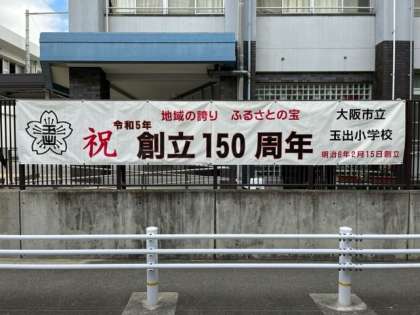 玉出
祝
令和5年
地域の誇り ふるさとの宝
創立150周年
大阪市立
玉出小学校
明治6年2月15日創立